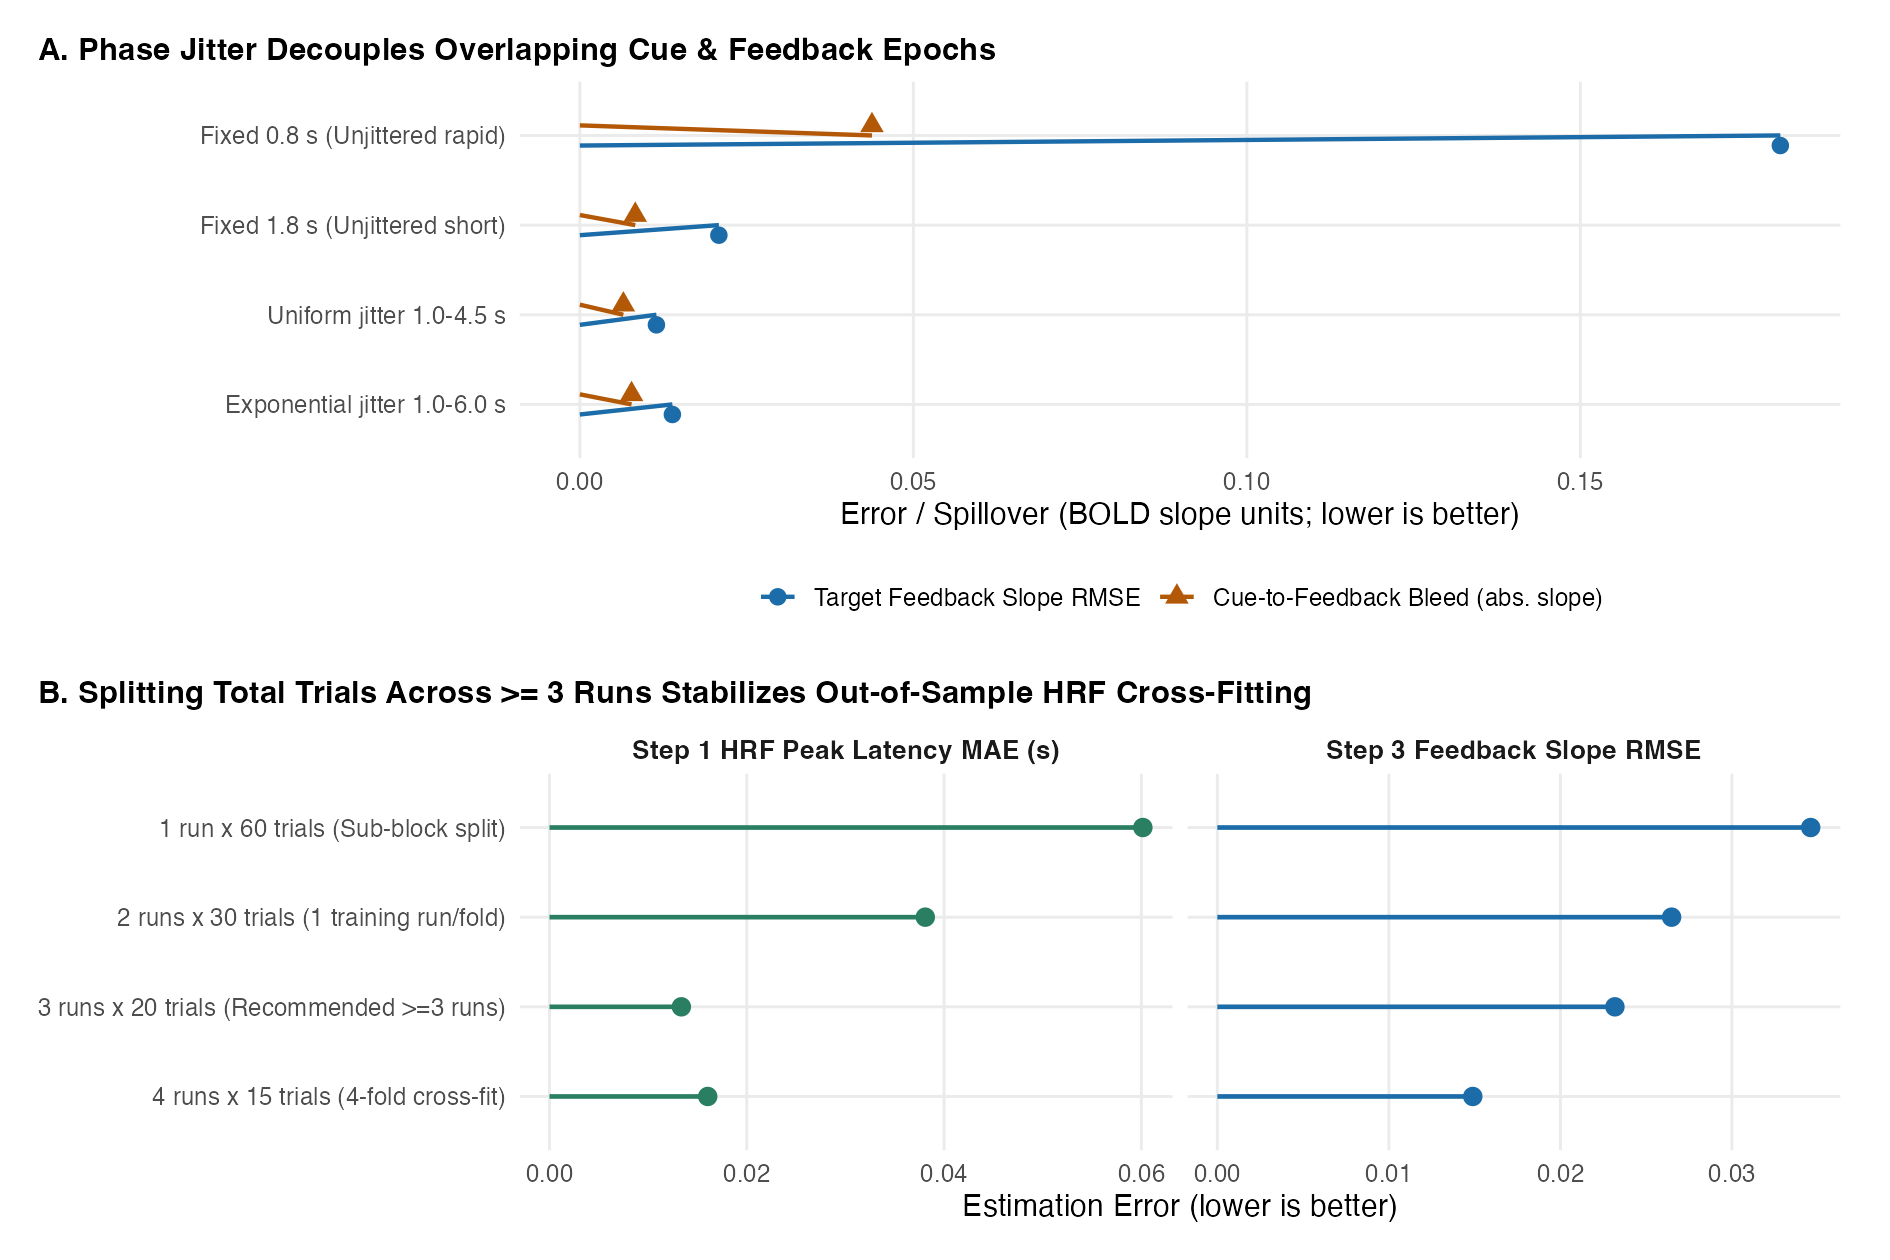 A. Phase Jitter Decouples Overlapping Cue & Feedback Epochs
Fixed 0.8 s (Unjittered rapid)
Fixed 1.8 s (Unjittered short)
Uniform jitter 1.0-4.5 s
Exponential jitter 1.0-6.0 s
0.00 0.05 0.10 0.15
Error / Spillover (BOLD slope units; lower is better)
Target Feedback Slope RMSE Cue-to-Feedback Bleed (abs. slope)
B. Splitting Total Trials Across >= 3 Runs Stabilizes Out-of-Sample HRF Cross-Fitting
Step 1 HRF Peak Latency MAE (s) Step 3 Feedback Slope RMSE
1 run x 60 trials (Sub-block split)
2 runs x 30 trials (1 training run/fold)
3 runs x 20 trials (Recommended >=3 runs)
4 runs x 15 trials (4-fold cross-fit)
0.00 0.02 0.04 0.06 0.00 0.01 0.02 0.03
Estimation Error (lower is better)